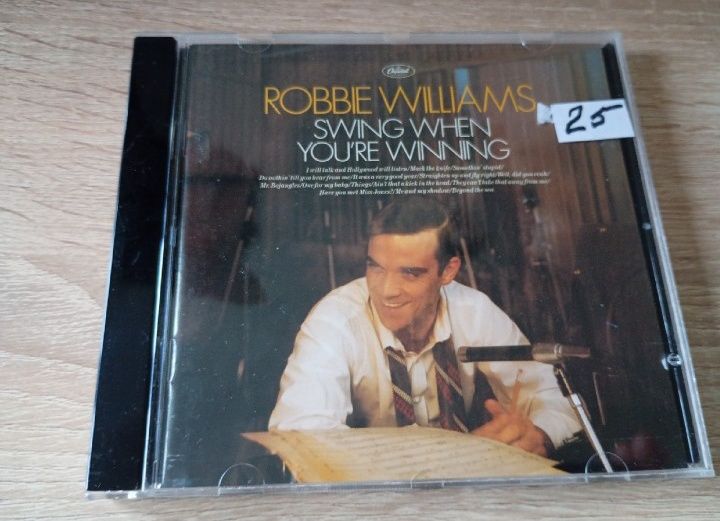 Capitol
ROBBIE WILLIAMS
25
SWING WHEN
YOU'RE WINNING
I will talk and Hollywood will listen/Mack the knife/Somethin' stupid/
Do nothin' till you hear from me/It was a very good year/Straighten up and fly right/Well, did you evah/
Mr. Bojangles/One for my baby/Things/Ain't that a kick in the head/They can't take that away from me/
Have you met Miss Jones?/Me and my shadow/Beyond the sea